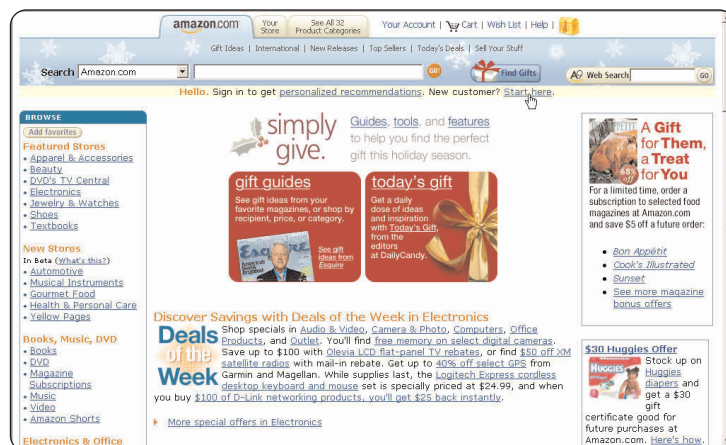 amazon.com
Your Store
See All 32 Product Categories
Your Account | Cart | Wish List | Help |
Gift Ideas | International | New Releases | Top Sellers | Today's Deals | Sell Your Stuff
Search Amazon.com
GO!
Find Gifts
A9 Web Search
GO
Hello. Sign in to get personalized recommendations. New customer? Start here.
BROWSE
Add favorites
Featured Stores
• Apparel & Accessories
• Beauty
• DVD's TV Central
• Electronics
• Jewelry & Watches
• Shoes
• Textbooks
New Stores
In Beta (What's this?)
• Automotive
• Musical Instruments
• Gourmet Food
• Health & Personal Care
• Yellow Pages
Books, Music, DVD
• Books
• DVD
• Magazine
Subscriptions
• Music
• Video
• Amazon Shorts
Electronics & Office
simply
give.
Guides, tools, and features
to help you find the perfect
gift this holiday season.
gift guides
See gift ideas from your
favorite magazines, or shop by
recipient, price, or category.
Esquire
See gift
ideas from
Esquire
today's gift
Get a daily
dose of ideas
and inspiration
with Today's Gift,
from the
editors
at DailyCandy.
Discover Savings with Deals of the Week in Electronics
Deals
of the
Week
Shop specials in Audio & Video, Camera & Photo, Computers, Office
Products, and Outlet. You'll find free memory on select digital cameras.
Save up to $100 with Olevia LCD flat-panel TV rebates, or find $50 off XM
satellite radios with mail-in rebate. Get up to 40% off select GPS from
Garmin and Magellan. While supplies last, the Logitech Express cordless
desktop keyboard and mouse set is specially priced at $24.99, and when
you buy $100 of D-Link networking products, you'll get $25 back instantly.
More special offers in Electronics
68%
off
A Gift
for Them,
a Treat
for You
For a limited time, order a
subscription to selected food
magazines at Amazon.com
and save $5 off a future order:
• Bon Appétit
• Cook's Illustrated
• Sunset
• See more magazine
bonus offers
$30 Huggies Offer
HUGGIES
Stock up on
Huggies
diapers and
get a $30
gift
certificate good for
future purchases at
Amazon.com. Here's how.